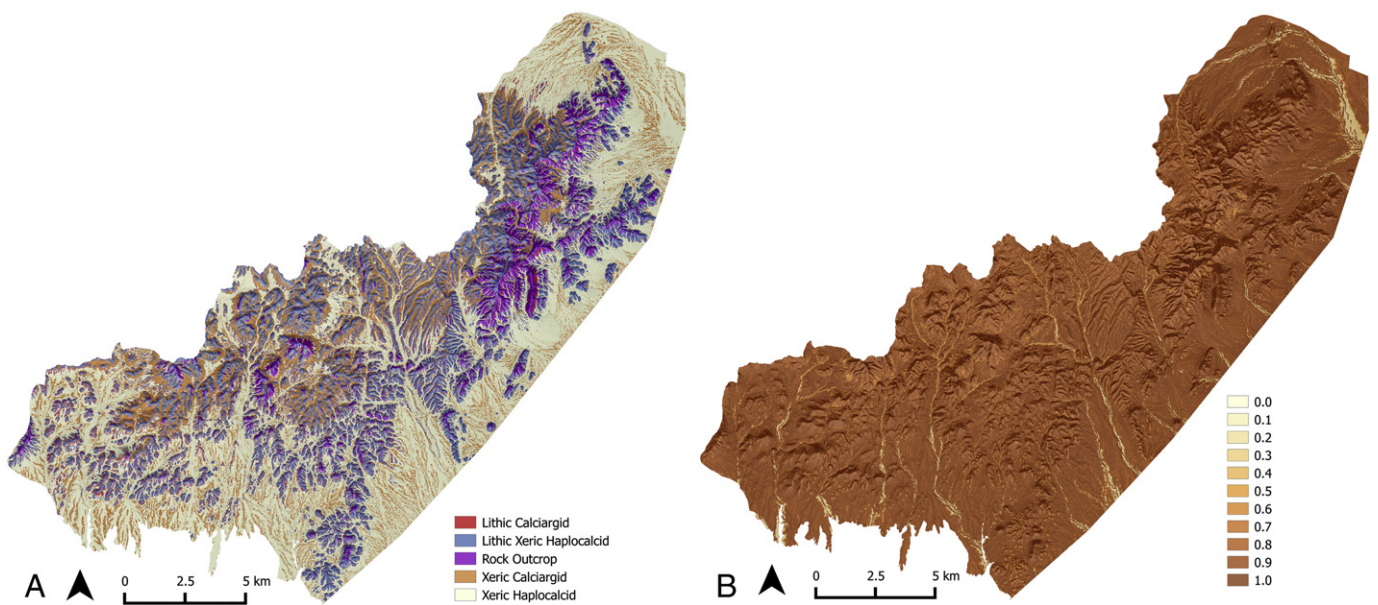 Lithic Calciargid
Lithic Xeric Haplocalcid
Rock Outcrop
Xeric Calciargid
Xeric Haplocalcid
A
0 2.5 5 km
0.0
0.1
0.2
0.3
0.4
0.5
0.6
0.7
0.8
0.9
1.0
B
0 2.5 5 km